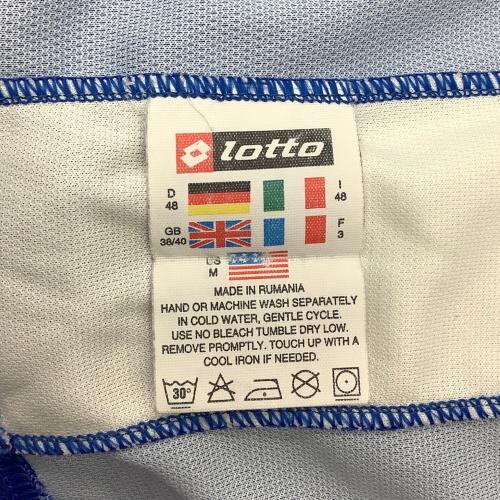 lotto
D 48 I 48
GB 38/40 F 3
US M
MADE IN RUMANIA
HAND OR MACHINE WASH SEPARATELY
IN COLD WATER, GENTLE CYCLE.
USE NO BLEACH TUMBLE DRY LOW.
REMOVE PROMPTLY. TOUCH UP WITH A
COOL IRON IF NEEDED.
30°